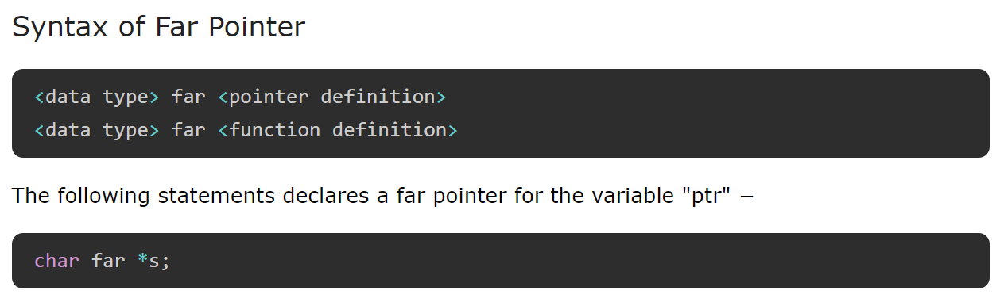 Syntax of Far Pointer
<data type> far <pointer definition>
<data type> far <function definition>
The following statements declares a far pointer for the variable "ptr" −
char far *s;